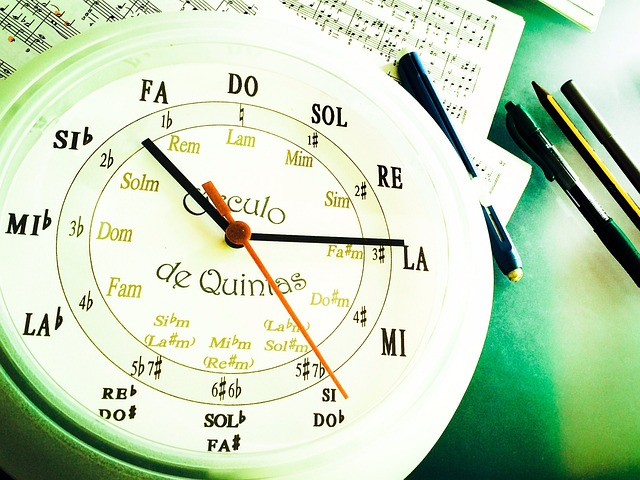 DO
SOL
RE
LA
MI
SI
DO♭
SOL♭
FA#
RE♭
DO#
LA♭
MI♭
SI♭
FA
♮
1#
2#
3#
4#
5# 7♭
6# 6♭
5♭ 7#
4♭
3♭
2♭
1♭
Lam
Mim
Sim
Fa#m
Do#m
(La♭m)
Sol#m
Mi♭m
(Re#m)
Si♭m
(La#m)
Fam
Dom
Solm
Rem
Círculo
de Quintas